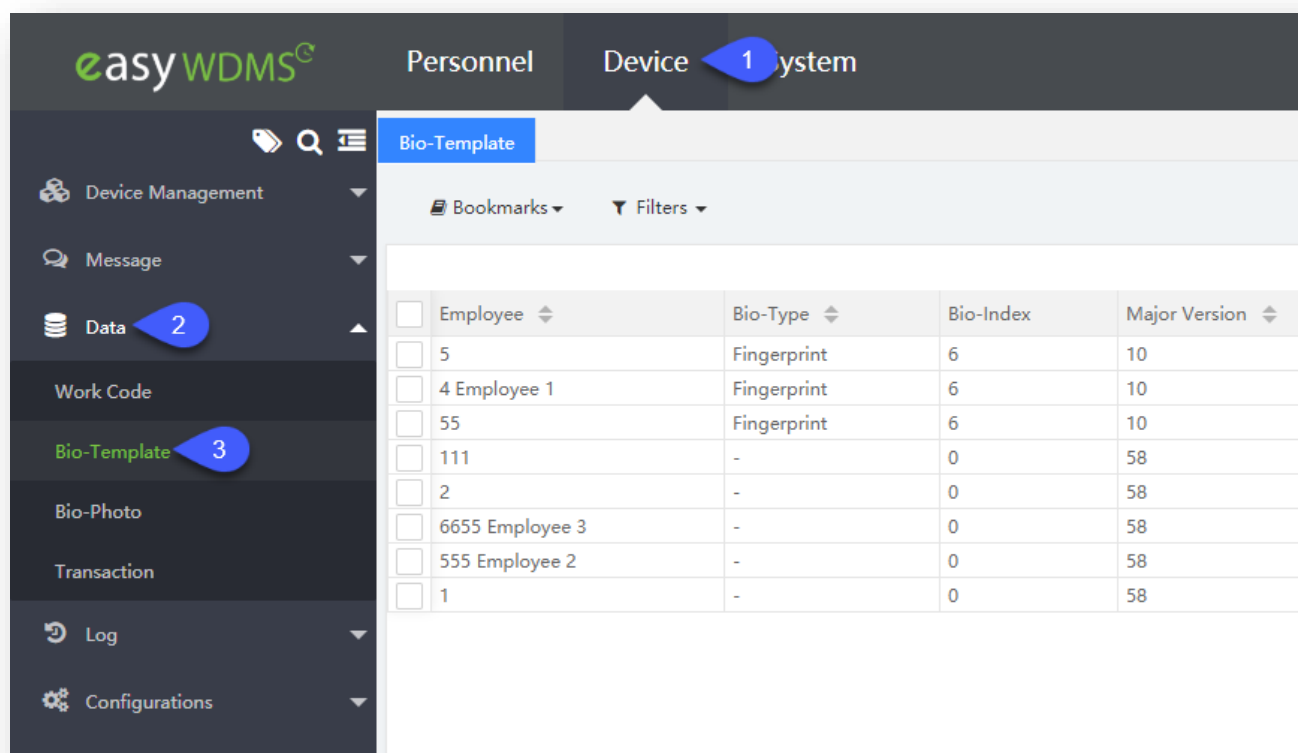 easy WDMS
Personnel Device 1 ystem
Bio-Template
Device Management
Message
Data 2
Work Code
Bio-Template 3
Bio-Photo
Transaction
Log
Configurations
Bookmarks Filters
Employee Bio-Type Bio-Index Major Version
5 Fingerprint 6 10
4 Employee 1 Fingerprint 6 10
55 Fingerprint 6 10
111 - 0 58
2 - 0 58
6655 Employee 3 - 0 58
555 Employee 2 - 0 58
1 - 0 58